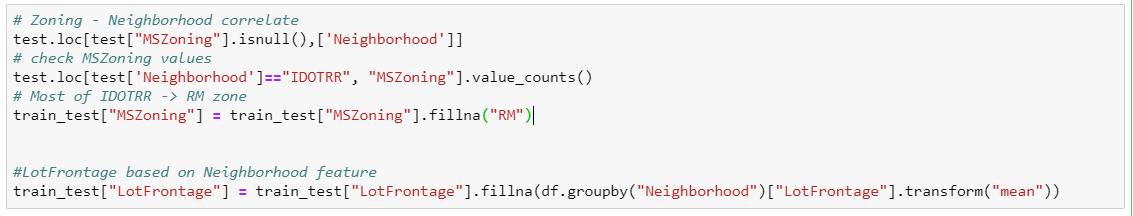 # Zoning - Neighborhood correlate
test.loc[test["MSZoning"].isnull(),['Neighborhood']]
# check MSZoning values
test.loc[test['Neighborhood']=="IDOTRR", "MSZoning"].value_counts()
# Most of IDOTRR -> RM zone
train_test["MSZoning"] = train_test["MSZoning"].fillna("RM")
#LotFrontage based on Neighborhood feature
train_test["LotFrontage"] = train_test["LotFrontage"].fillna(df.groupby("Neighborhood")["LotFrontage"].transform("mean"))